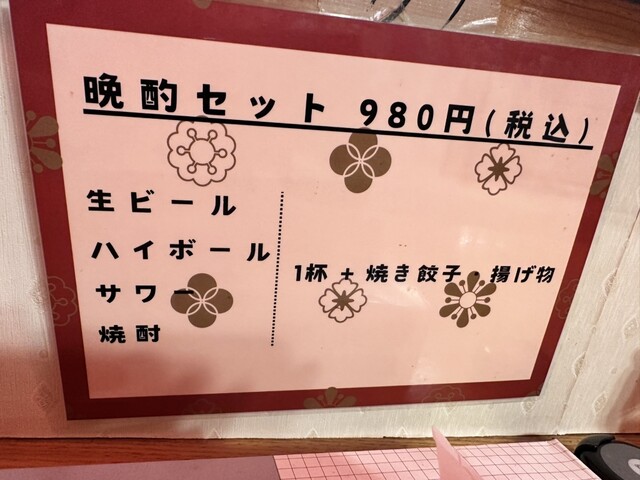 晩酌セット 980円(税込)
生ビール
ハイボール
サワー
焼酎
1杯 + 焼き餃子・揚げ物